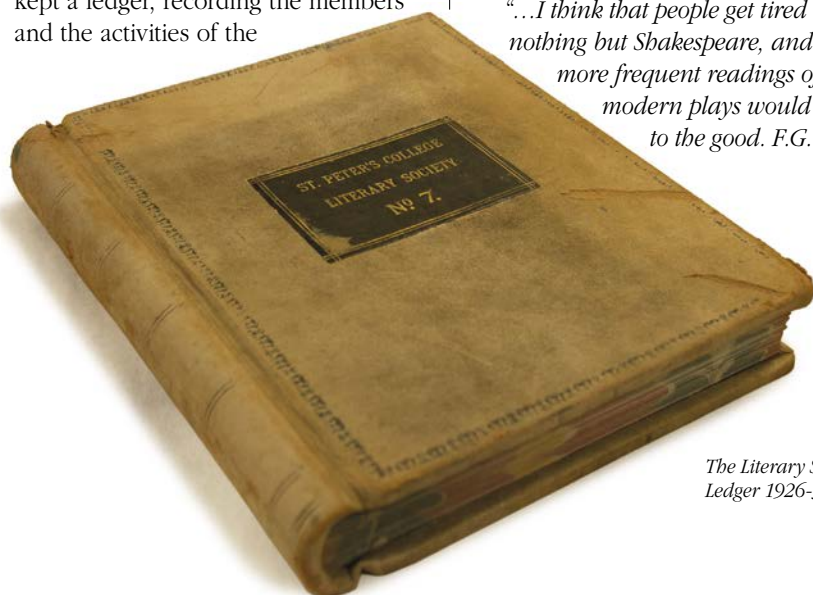 kept a ledger, recording the members
and the activities of the
"...I think that people get tired
nothing but Shakespeare, and
more frequent readings o
modern plays would
to the good. F.G.
ST. PETER'S COLLEGE
LITERARY SOCIETY
Nº 7.
The Literary S
Ledger 1926-